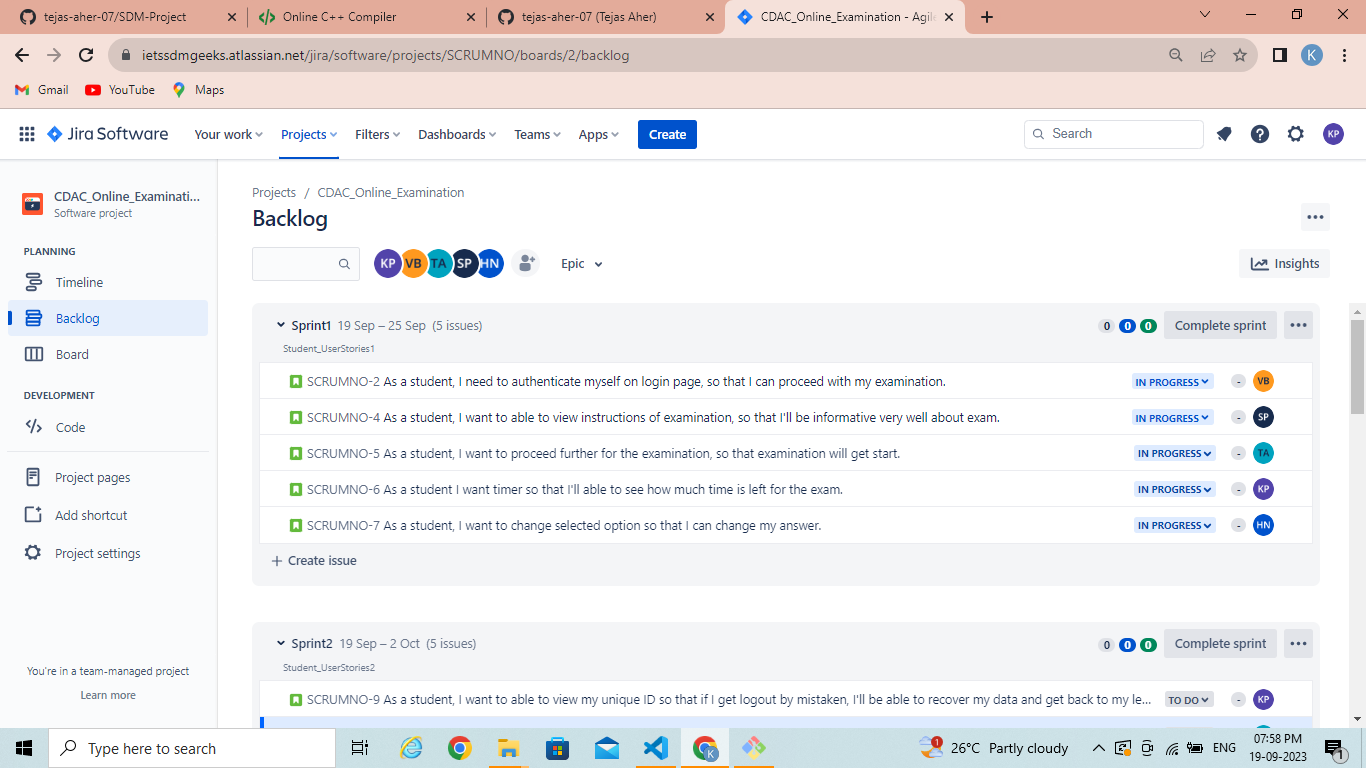 tejas-aher-07/SDM-Project
Online C++ Compiler
tejas-aher-07 (Tejas Aher)
CDAC_Online_Examination - Agile
ietssdmgeeks.atlassian.net/jira/software/projects/SCRUMNO/boards/2/backlog
K
Gmail
YouTube
Maps
Jira Software
Your work
Projects
Filters
Dashboards
Teams
Apps
Create
Search
KP
CDAC_Online_Examinati...
Software project
PLANNING
Timeline
Backlog
Board
DEVELOPMENT
Code
Project pages
Add shortcut
Project settings
You're in a team-managed project
Learn more
Projects / CDAC_Online_Examination
Backlog
KP VB TA SP HN
Epic
Insights
Sprint1 19 Sep – 25 Sep (5 issues)
0 0 0 Complete sprint
Student_UserStories1
SCRUMNO-2 As a student, I need to authenticate myself on login page, so that I can proceed with my examination. IN PROGRESS - VB
SCRUMNO-4 As a student, I want to able to view instructions of examination, so that I'll be informative very well about exam. IN PROGRESS - SP
SCRUMNO-5 As a student, I want to proceed further for the examination, so that examination will get start. IN PROGRESS - TA
SCRUMNO-6 As a student I want timer so that I'll able to see how much time is left for the exam. IN PROGRESS - KP
SCRUMNO-7 As a student, I want to change selected option so that I can change my answer. IN PROGRESS - HN
+ Create issue
Sprint2 19 Sep – 2 Oct (5 issues)
0 0 0 Complete sprint
Student_UserStories2
SCRUMNO-9 As a student, I want to able to view my unique ID so that if I get logout by mistaken, I'll be able to recover my data and get back to my le... TO DO - KP
Type here to search
K
1
26°C Partly cloudy
ENG
07:58 PM
19-09-2023
1